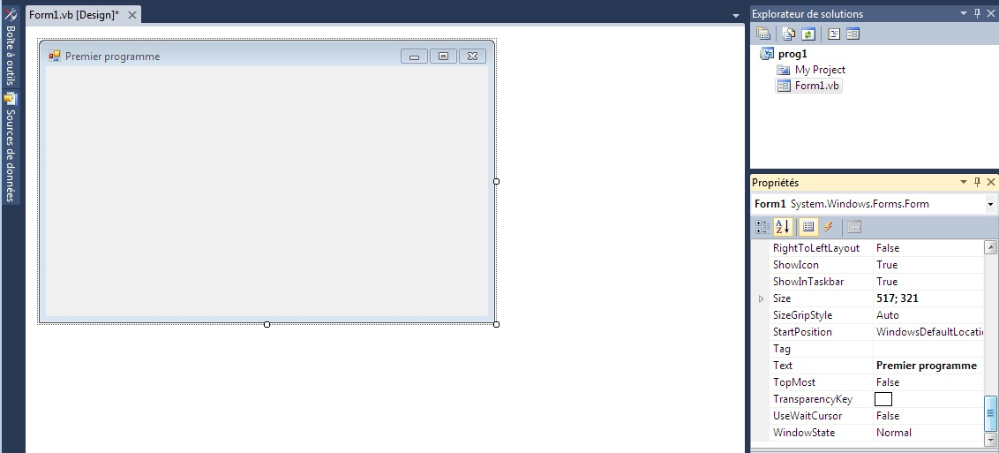 Form1.vb [Design]*
Boîte à outils
Sources de données
Premier programme
Explorateur de solutions
prog1
My Project
Form1.vb
Propriétés
Form1 System.Windows.Forms.Form
RightToLeftLayout False
ShowIcon True
ShowInTaskbar True
Size 517; 321
SizeGripStyle Auto
StartPosition WindowsDefaultLocati
Tag
Text Premier programme
TopMost False
TransparencyKey
UseWaitCursor False
WindowState Normal